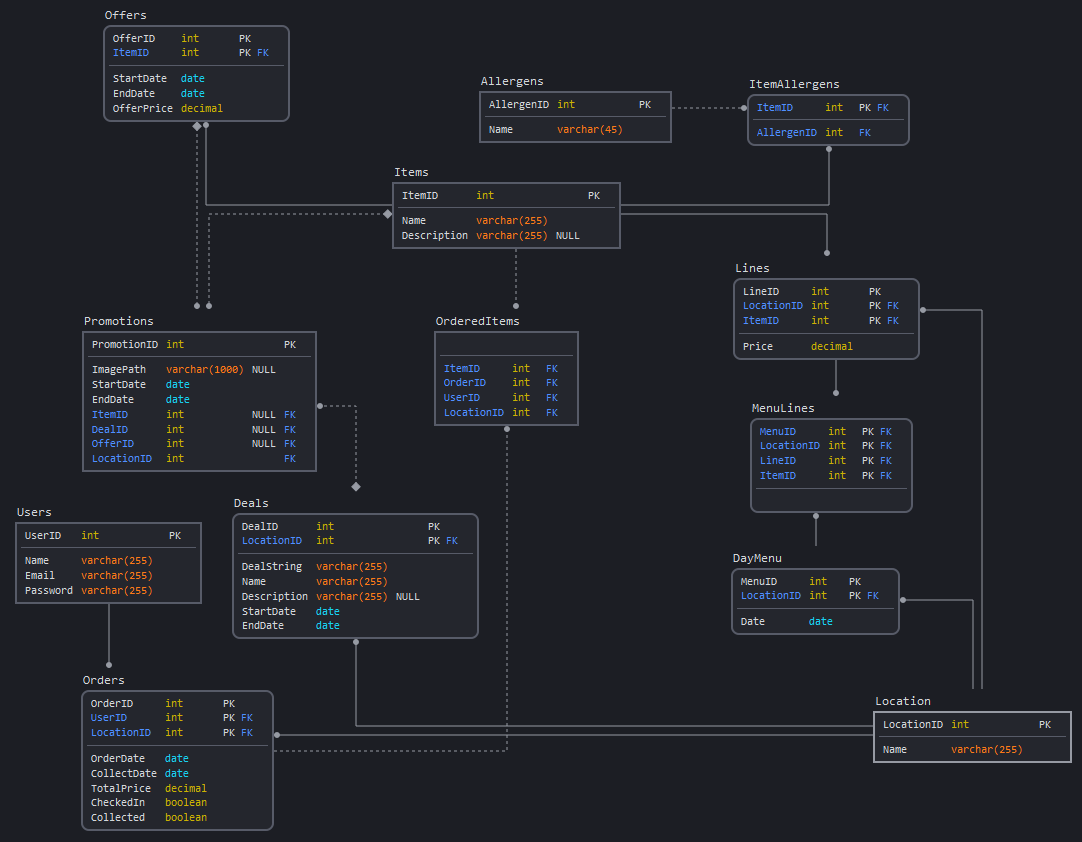 Offers
OfferID int PK
ItemID int PK FK
StartDate date
EndDate date
OfferPrice decimal
Allergens
AllergenID int PK
Name varchar(45)
ItemAllergens
ItemID int PK FK
AllergenID int FK
Items
ItemID int PK
Name varchar(255)
Description varchar(255) NULL
Lines
LineID int PK
LocationID int PK FK
ItemID int PK FK
Price decimal
Promotions
PromotionID int PK
ImagePath varchar(1000) NULL
StartDate date
EndDate date
ItemID int NULL FK
DealID int NULL FK
OfferID int NULL FK
LocationID int FK
OrderedItems
ItemID int FK
OrderID int FK
UserID int FK
LocationID int FK
MenuLines
MenuID int PK FK
LocationID int PK FK
LineID int PK FK
ItemID int PK FK
Users
UserID int PK
Name varchar(255)
Email varchar(255)
Password varchar(255)
Deals
DealID int PK
LocationID int PK FK
DealString varchar(255)
Name varchar(255)
Description varchar(255) NULL
StartDate date
EndDate date
DayMenu
MenuID int PK
LocationID int PK FK
Date date
Orders
OrderID int PK
UserID int PK FK
LocationID int PK FK
OrderDate date
CollectDate date
TotalPrice decimal
CheckedIn boolean
Collected boolean
Location
LocationID int PK
Name varchar(255)